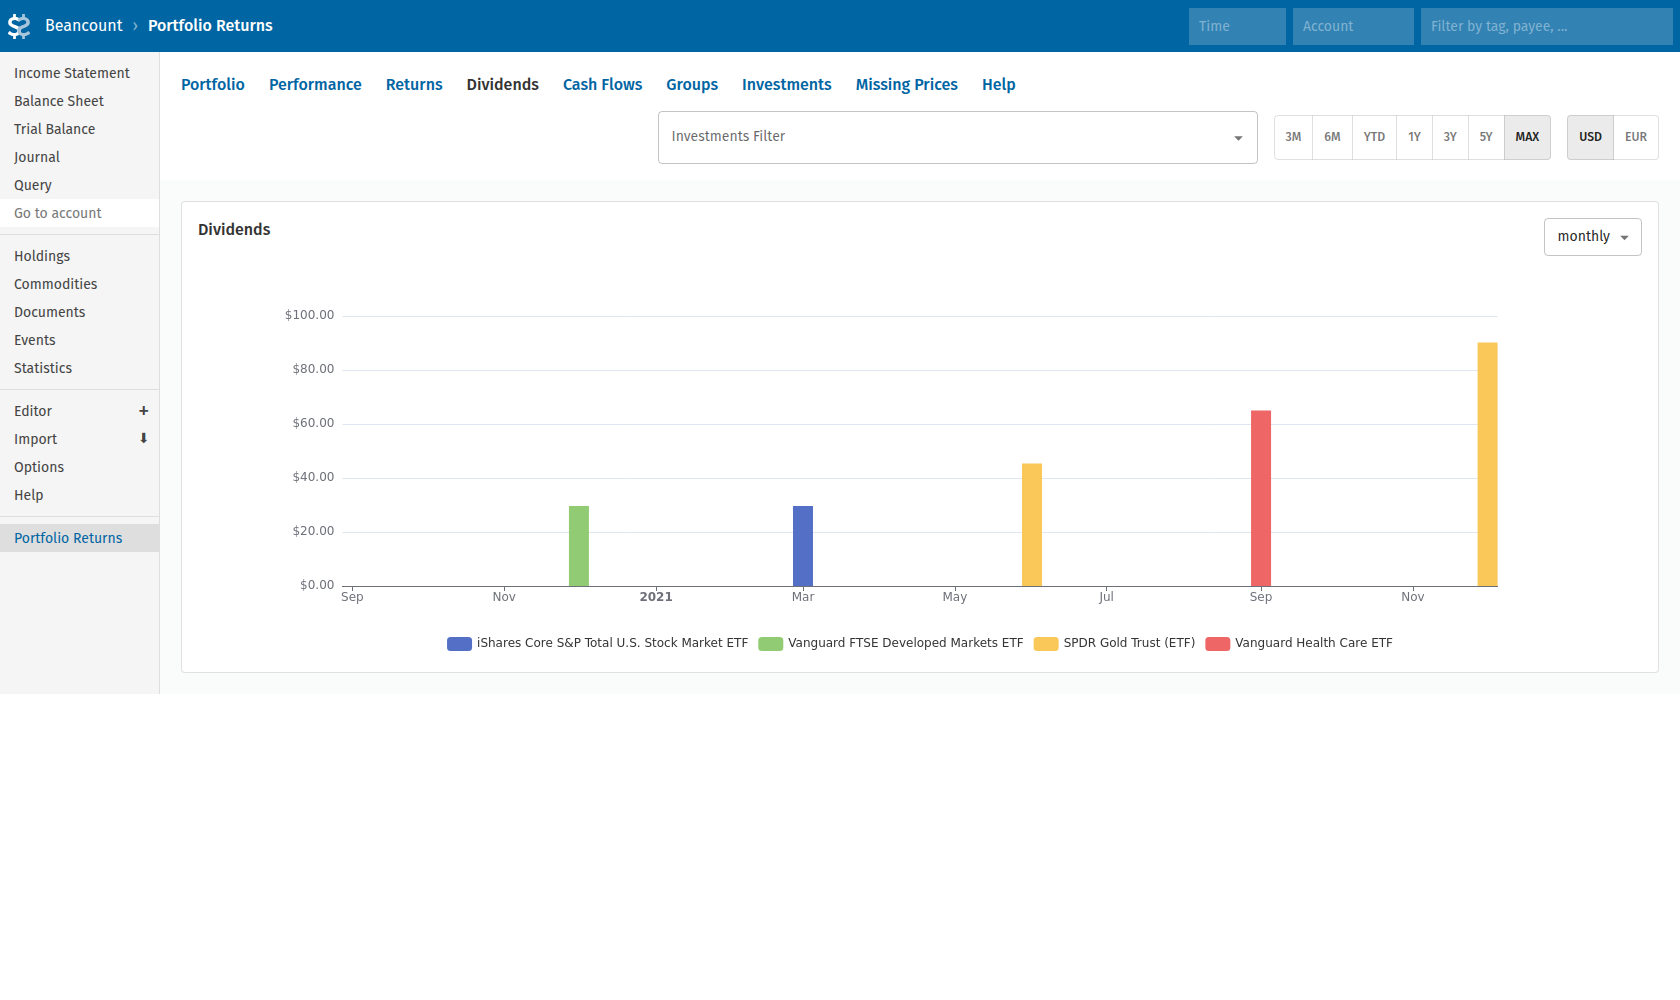 Beancount › Portfolio Returns
Time
Account
Filter by tag, payee, ...
Income Statement
Balance Sheet
Trial Balance
Journal
Query
Go to account
Holdings
Commodities
Documents
Events
Statistics
Editor +
Import
Options
Help
Portfolio Returns
Portfolio Performance Returns Dividends Cash Flows Groups Investments Missing Prices Help
Investments Filter
3M 6M YTD 1Y 3Y 5Y MAX
USD EUR
Dividends
monthly
$100.00
$80.00
$60.00
$40.00
$20.00
$0.00
Sep Nov 2021 Mar May Jul Sep Nov
iShares Core S&P Total U.S. Stock Market ETF Vanguard FTSE Developed Markets ETF SPDR Gold Trust (ETF) Vanguard Health Care ETF